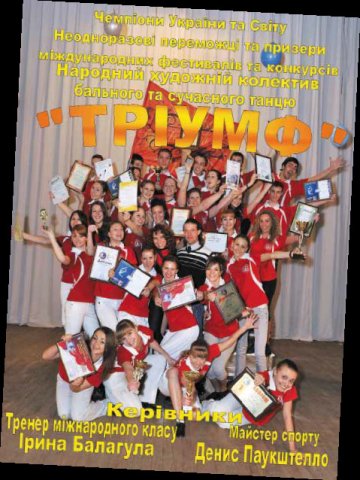 Чемпіони України та Світу
Неодноразові переможці та призери
міжнародних фестивалів та конкурсів
Народний художній колектив
бального та сучасного танцю
"ТРІУМФ"
Керівники
Тренер міжнародного класу
Ірина Балагула
Майстер спорту
Денис Паукштелло